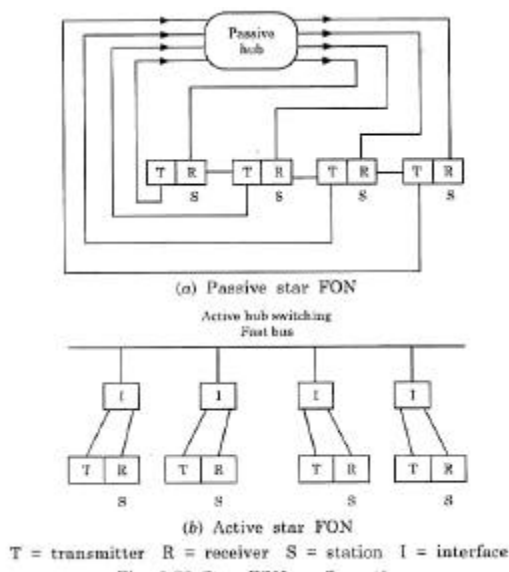 Passive
hub
T R T R T R T R
S S S S
(a) Passive star FON
Active hub switching
Fast bus
I I I I
T R T R T R T R
S S S S
(b) Active star FON
T = transmitter R = receiver S = station I = interface